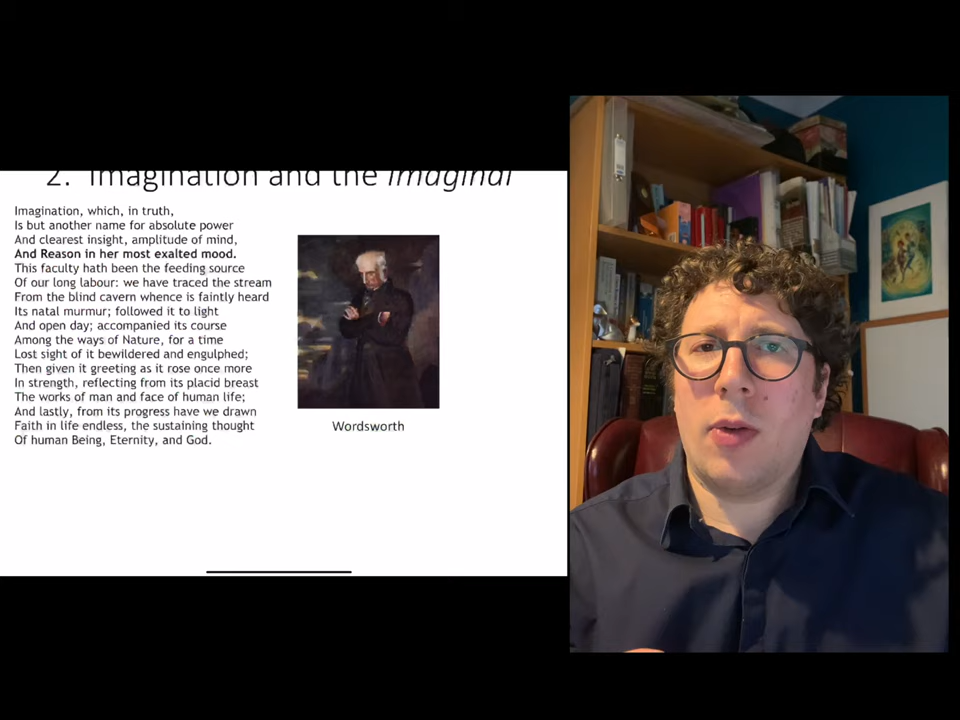 2. Imagination and the imaginal
Imagination, which, in truth,
Is but another name for absolute power
And clearest insight, amplitude of mind,
And Reason in her most exalted mood.
This faculty hath been the feeding source
Of our long labour: we have traced the stream
From the blind cavern whence is faintly heard
Its natal murmur; followed it to light
And open day; accompanied its course
Among the ways of Nature, for a time
Lost sight of it bewildered and engulphed;
Then given it greeting as it rose once more
In strength, reflecting from its placid breast
The works of man and face of human life;
And lastly, from its progress have we drawn
Faith in life endless, the sustaining thought
Of human Being, Eternity, and God.
Wordsworth